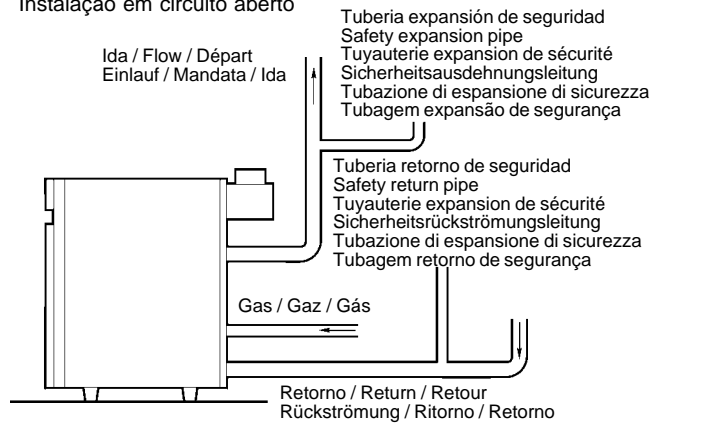 Instalação em circuito aberto
Tuberia expansión de seguridad
Safety expansion pipe
Tuyauterie expansion de sécurité
Sicherheitsausdehnungsleitung
Tubazione di espansione di sicurezza
Tubagem expansão de segurança
Ida / Flow / Départ
Einlauf / Mandata / Ida
Tuberia retorno de seguridad
Safety return pipe
Tuyauterie expansion de sécurité
Sicherheitsrückströmungsleitung
Tubazione di espansione di sicurezza
Tubagem retorno de segurança
Gas / Gaz / Gás
Retorno / Return / Retour
Rückströmung / Ritorno / Retorno